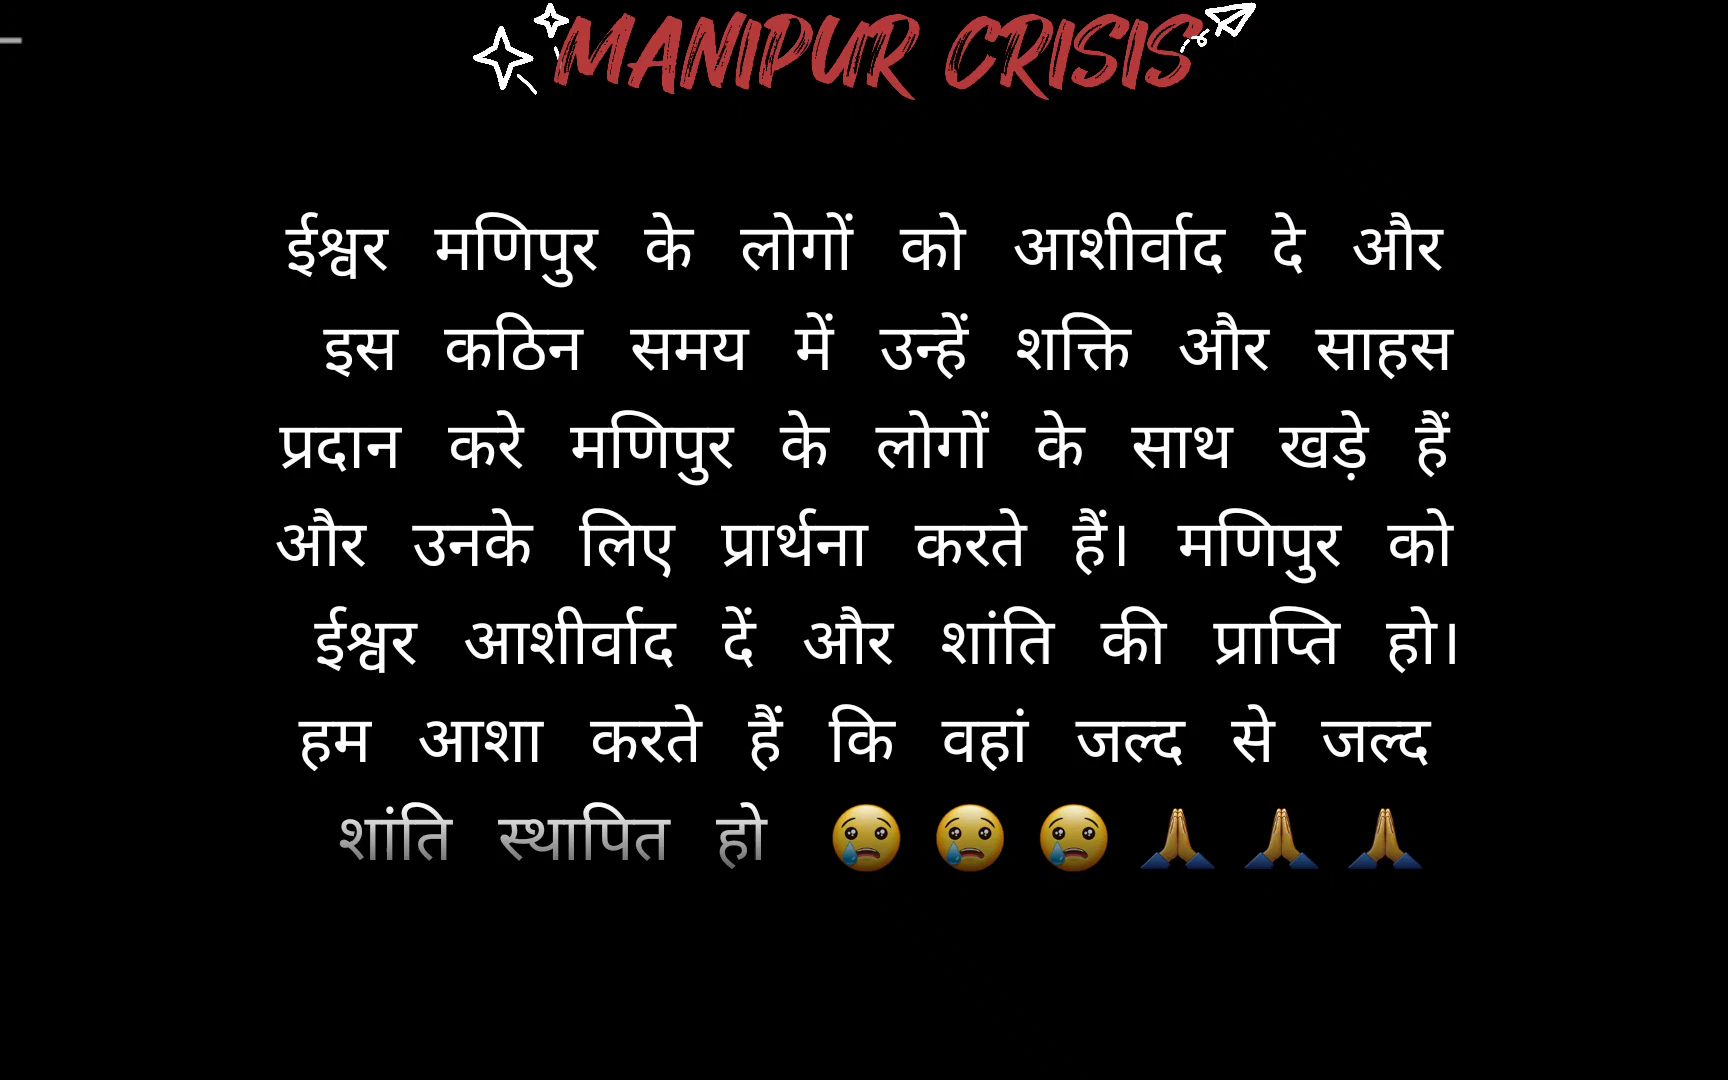 MANIPUR CRISIS
ईश्वर मणिपुर के लोगों को आशीर्वाद दे और
इस कठिन समय में उन्हें शक्ति और साहस
प्रदान करे मणिपुर के लोगों के साथ खड़े हैं
और उनके लिए प्रार्थना करते हैं। मणिपुर को
ईश्वर आशीर्वाद दें और शांति की प्राप्ति हो।
हम आशा करते हैं कि वहां जल्द से जल्द
शांति स्थापित हो 😢😢😢🙏🙏🙏